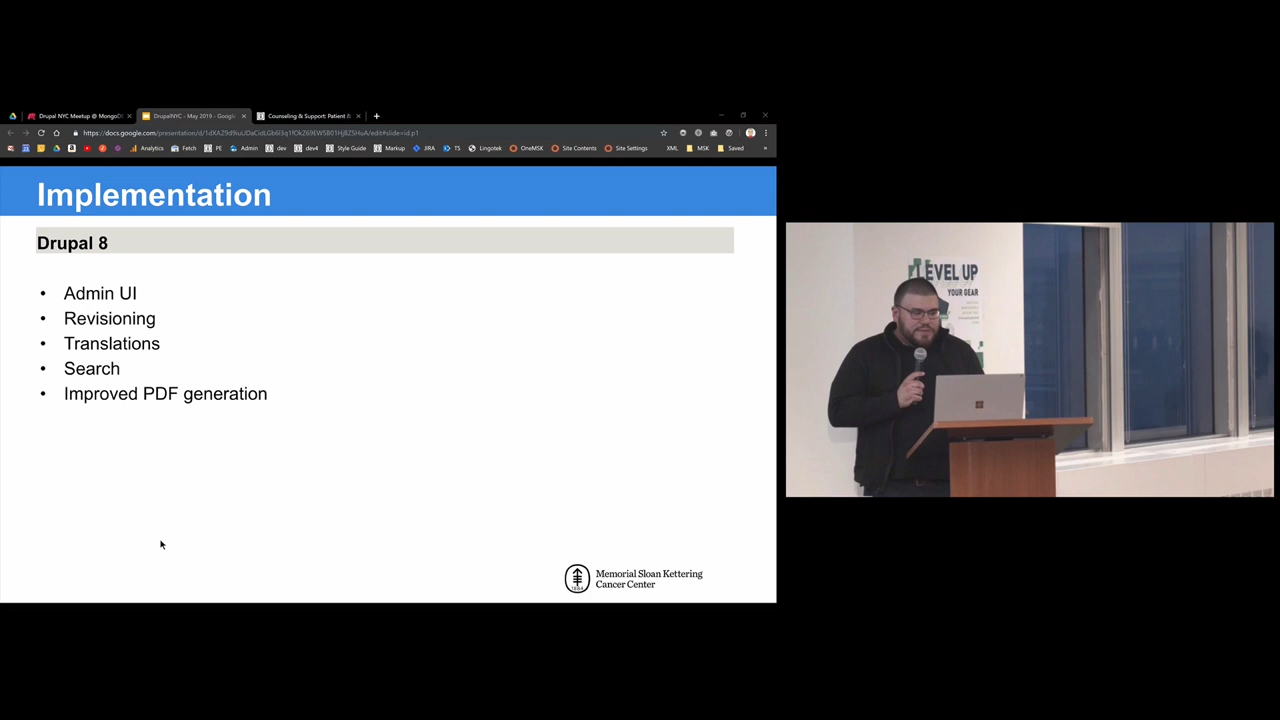 Drupal NYC Meetup @ MongoD
DrupalNYC - May 2019 - Google
Counseling & Support: Patient &
Analytics
Fetch
PE
Admin
dev
dev4
Style Guide
Markup
JIRA
TS
Lingotek
OneMSK
Site Contents
Site Settings
XML
MSK
Saved
Implementation
Drupal 8
• Admin UI
• Revisioning
• Translations
• Search
• Improved PDF generation
Memorial Sloan Kettering
Cancer Center
LEVEL UP
YOUR GEAR